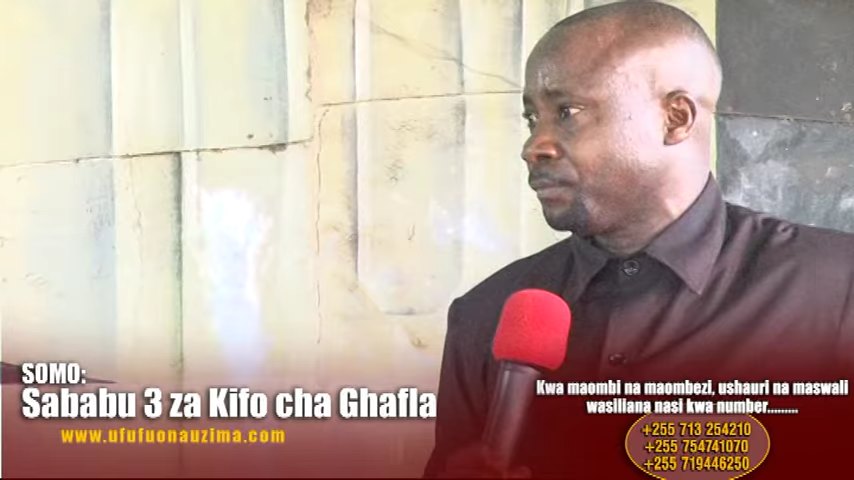 SOMO:
Sababu 3 za Kifo cha Ghafla
www.ufufuonauzima.com
Kwa maombi na maombezi, ushauri na maswali
wasiliana nasi kwa number.........
+255 713 254210
+255 754741070
+255 719446250